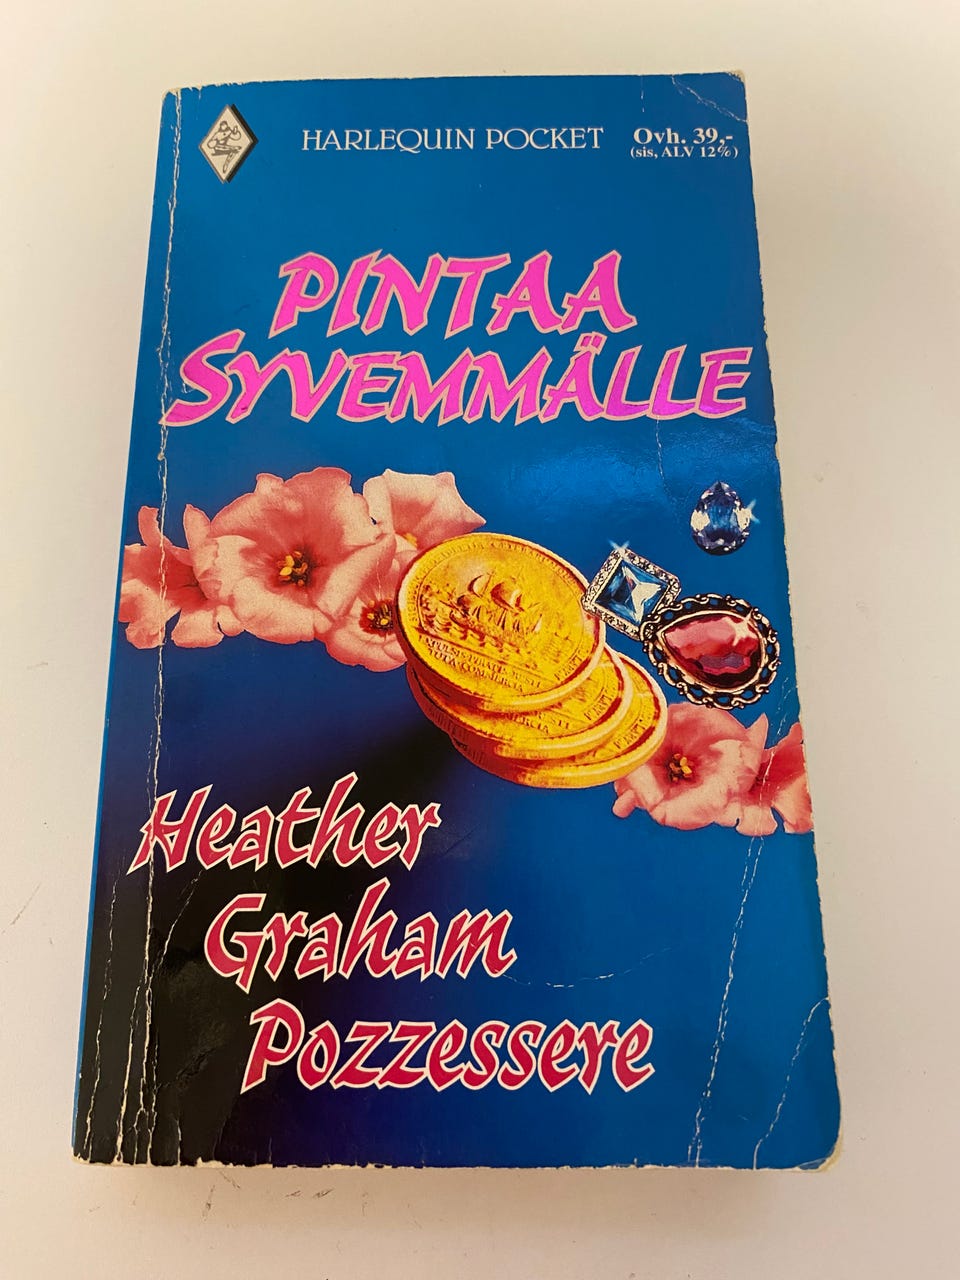 HARLEQUIN POCKET
Ovh. 39,-
(sis, ALV 12%)
PINTAA
SYVEMMÄLLE
Heather
Graham
Pozzessere